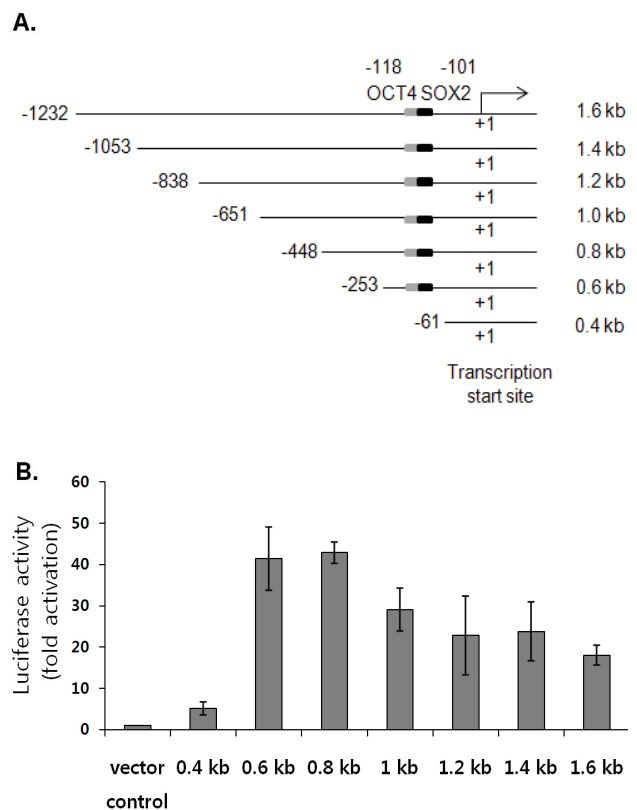 A.
-118 -101
OCT4 SOX2
-1232 +1 1.6 kb
-1053 +1 1.4 kb
-838 +1 1.2 kb
-651 +1 1.0 kb
-448 +1 0.8 kb
-253 +1 0.6 kb
-61 +1 0.4 kb
Transcription
start site
B.
Luciferase activity
(fold activation)
60
50
40
30
20
10
0
vector 0.4 kb 0.6 kb 0.8 kb 1 kb 1.2 kb 1.4 kb 1.6 kb
control